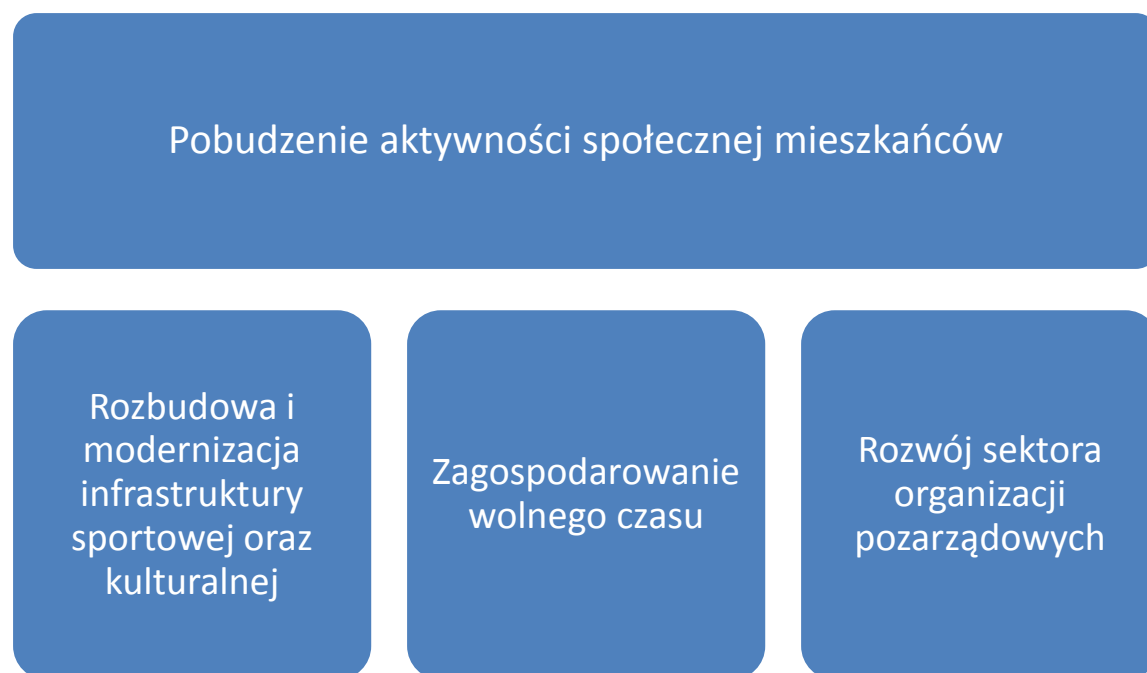 Pobudzenie aktywności społecznej mieszkańców
Rozbudowa i
modernizacja
infrastruktury
sportowej oraz
kulturalnej
Zagospodarowanie
wolnego czasu
Rozwój sektora
organizacji
pozarządowych